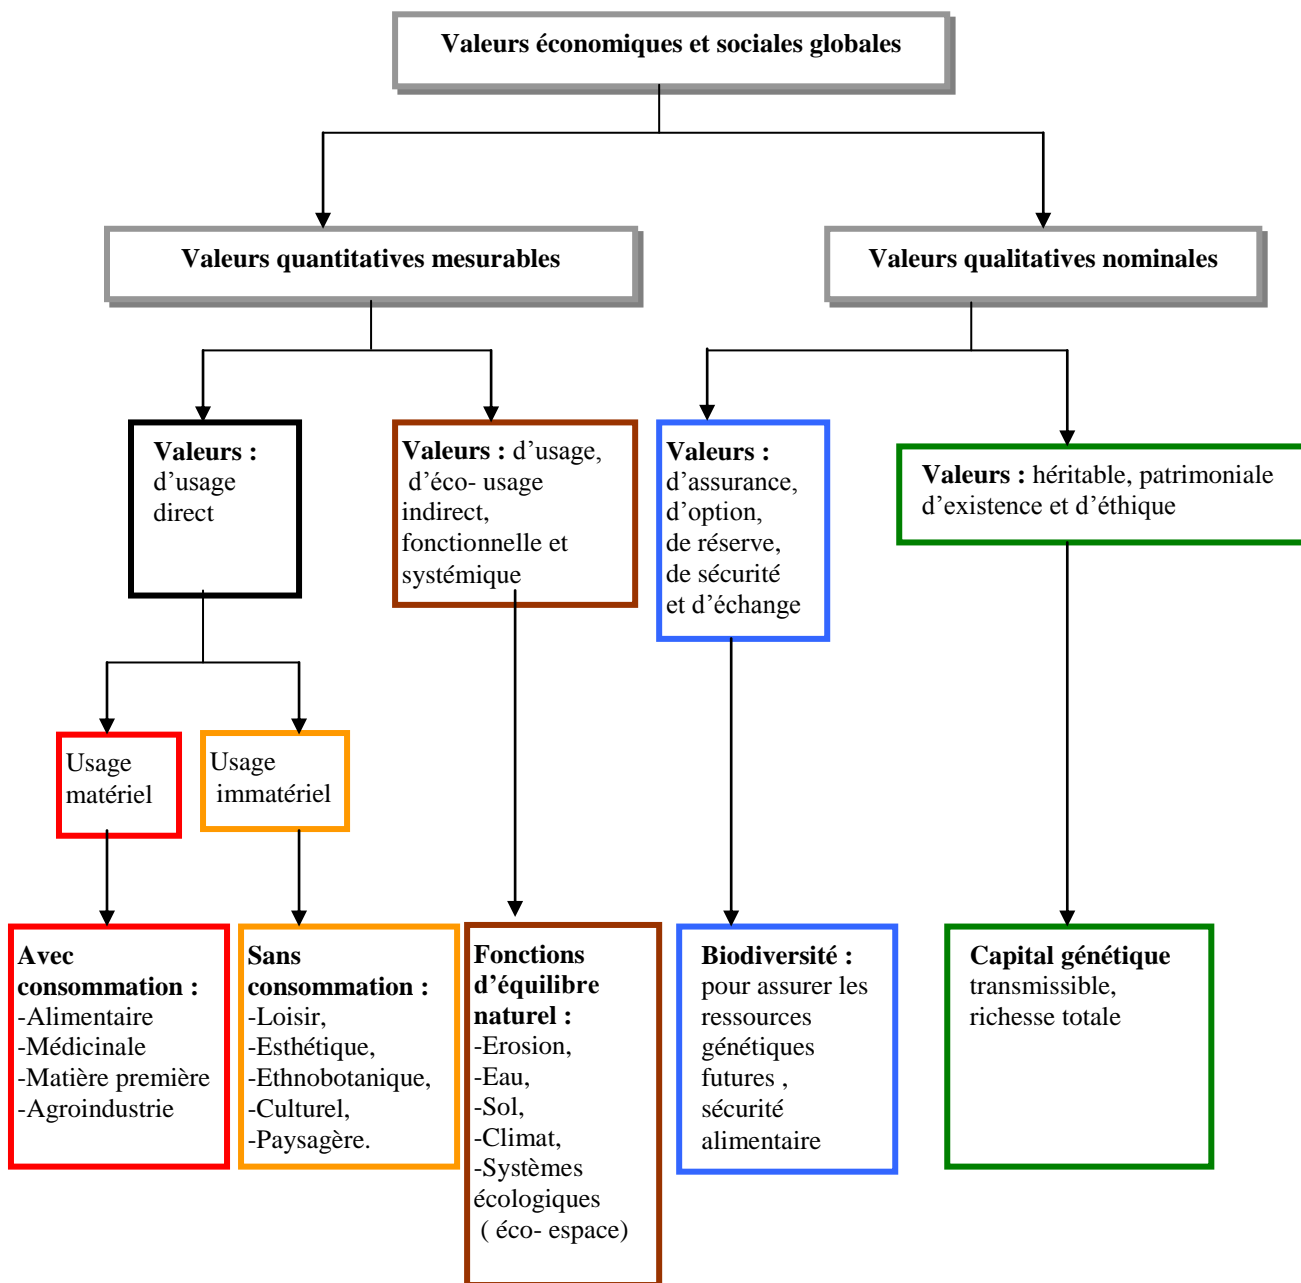 Valeurs économiques et sociales globales
Valeurs quantitatives mesurables
Valeurs qualitatives nominales
Valeurs :
d’usage
direct
Valeurs : d’usage,
d’éco- usage
indirect,
fonctionnelle et
systémique
Valeurs :
d’assurance,
d’option,
de réserve,
de sécurité
et d’échange
Valeurs : héritable, patrimoniale
d’existence et d’éthique
Usage
matériel
Usage
immatériel
Avec
consommation :
-Alimentaire
-Médicinale
-Matière première
-Agroindustrie
Sans
consommation :
-Loisir,
-Esthétique,
-Ethnobotanique,
-Culturel,
-Paysagère.
Fonctions
d’équilibre
naturel :
-Erosion,
-Eau,
-Sol,
-Climat,
-Systèmes
écologiques
( éco- espace)
Biodiversité :
pour assurer les
ressources
génétiques
futures ,
sécurité
alimentaire
Capital génétique
transmissible,
richesse totale